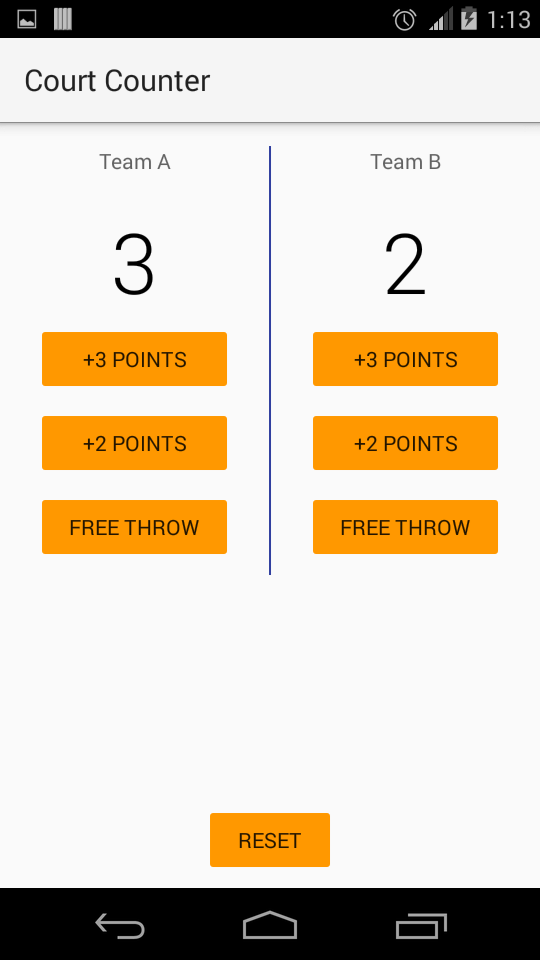 1:13
Court Counter
Team A
Team B
3
2
+3 POINTS
+3 POINTS
+2 POINTS
+2 POINTS
FREE THROW
FREE THROW
RESET